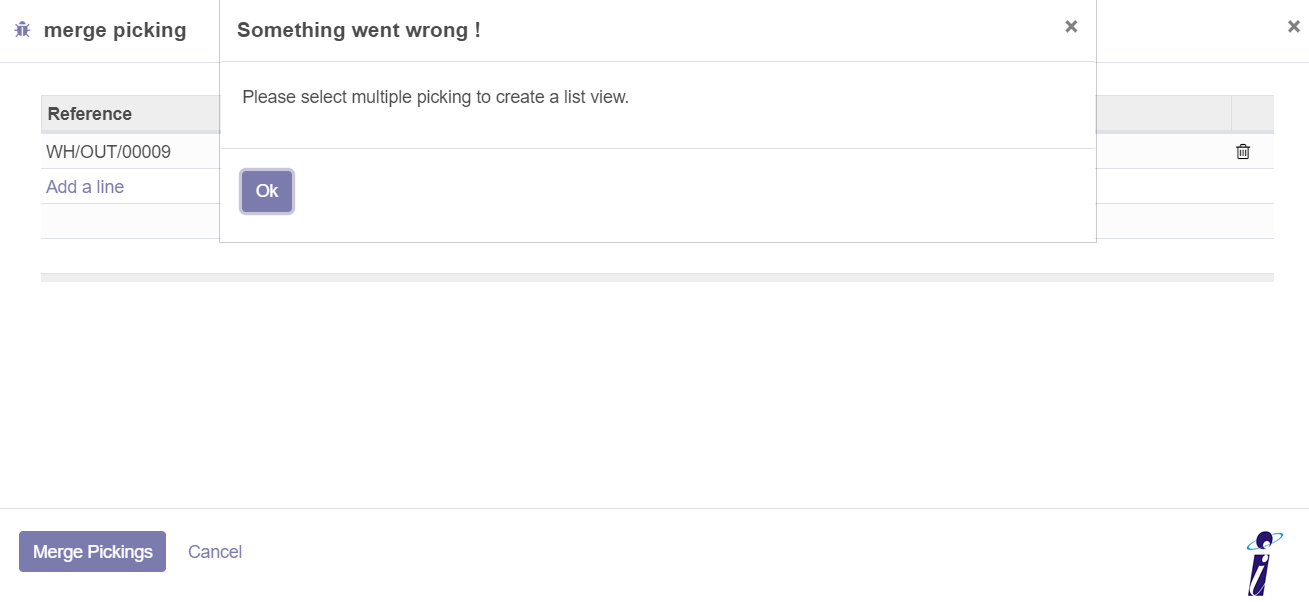 merge picking
Something went wrong !
×
×
Please select multiple picking to create a list view.
Reference
WH/OUT/00009
Add a line
Ok
Merge Pickings
Cancel
i